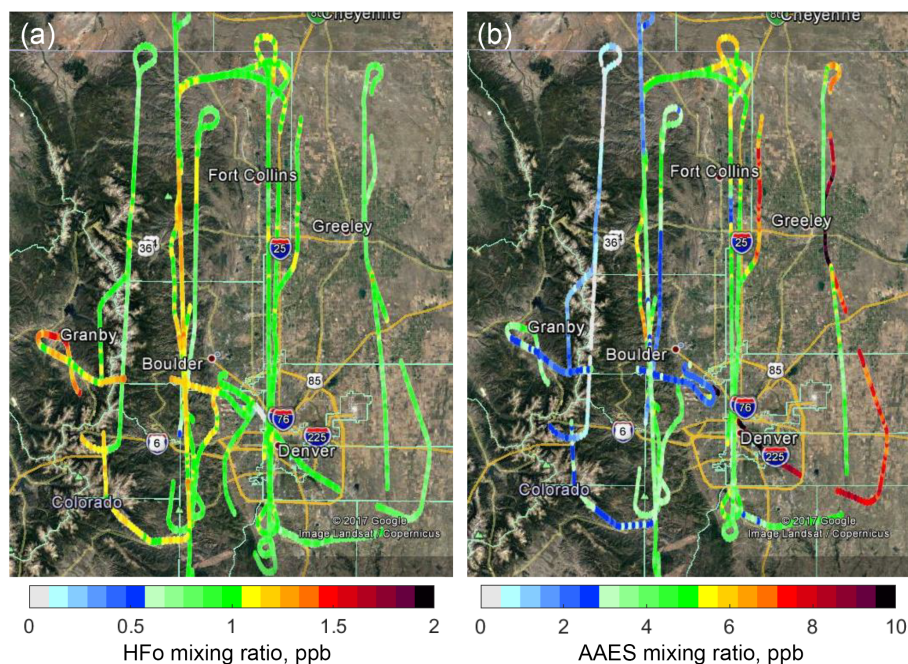 (a)
Cheyenne
Fort Collins
Greeley
36
25
Granby
Boulder
85
76
6
225
Denver
Colorado
© 2017 Google
Image Landsat / Copernicus
0 0.5 1 1.5 2
HFo mixing ratio, ppb
(b)
Cheyenne
Fort Collins
Greeley
36
25
Granby
Boulder
85
76
6
Denver
225
Colorado
© 2017 Google
Image Landsat / Copernicus
0 2 4 6 8 10
AAES mixing ratio, ppb